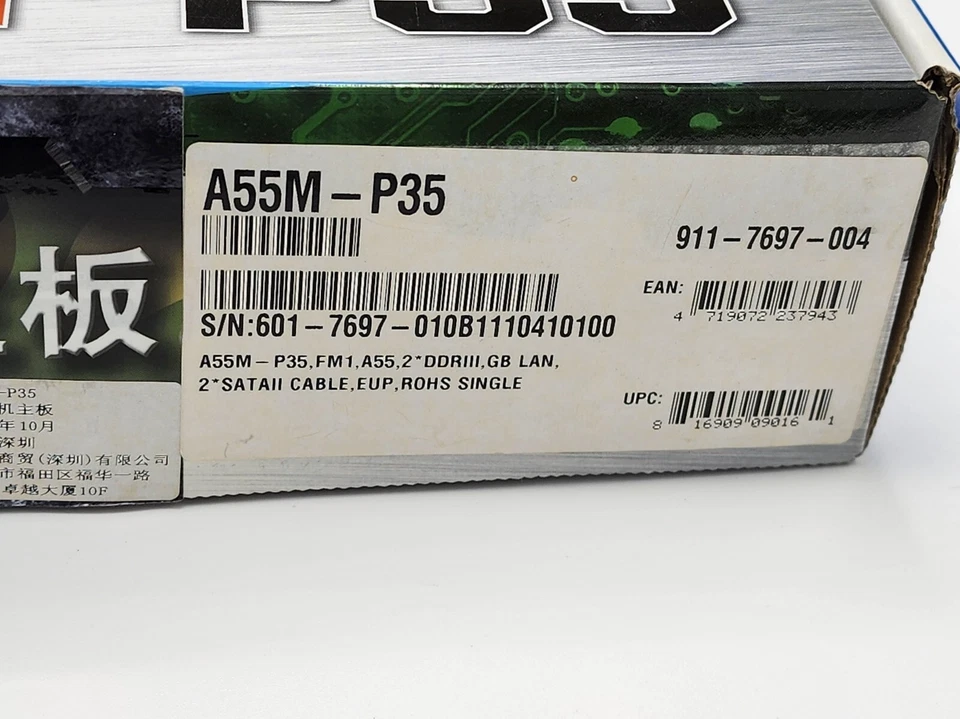 P35
A55M-P35
911-7697-004
EAN:
4 719072 237943
S/N:601-7697-010B1110410100
A55M-P35,FM1,A55,2*DDRIII,GB LAN,
2*SATAII CABLE,EUP,ROHS SINGLE
UPC:
8 16909 09016 1
板
-P35
机主板
年10月
深圳
商贸(深圳)有限公司
市福田区福华一路
卓越大厦10F